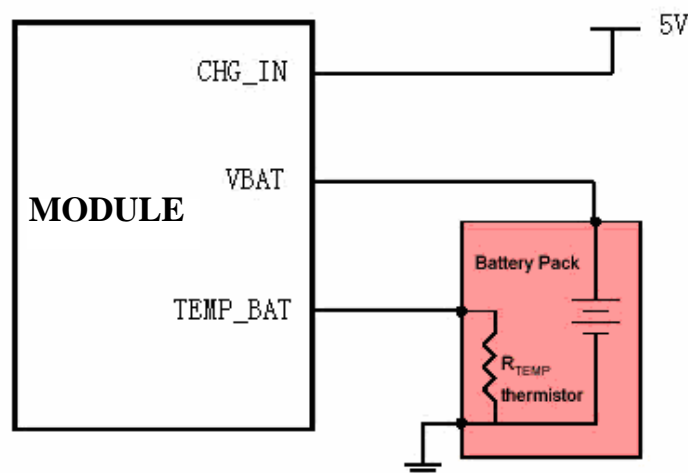 5V
CHG_IN
VBAT
MODULE
Battery Pack
TEMP_BAT
RTEMP
thermistor